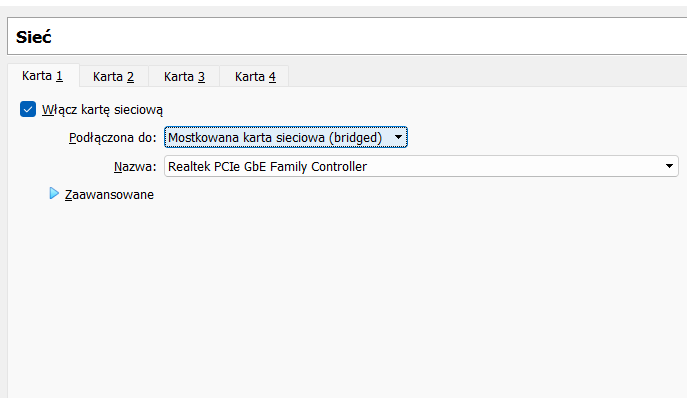 Sieć
Karta 1 Karta 2 Karta 3 Karta 4
Włącz kartę sieciową
Podłączona do: Mostkowana karta sieciowa (bridged)
Nazwa: Realtek PCIe GbE Family Controller
Zaawansowane